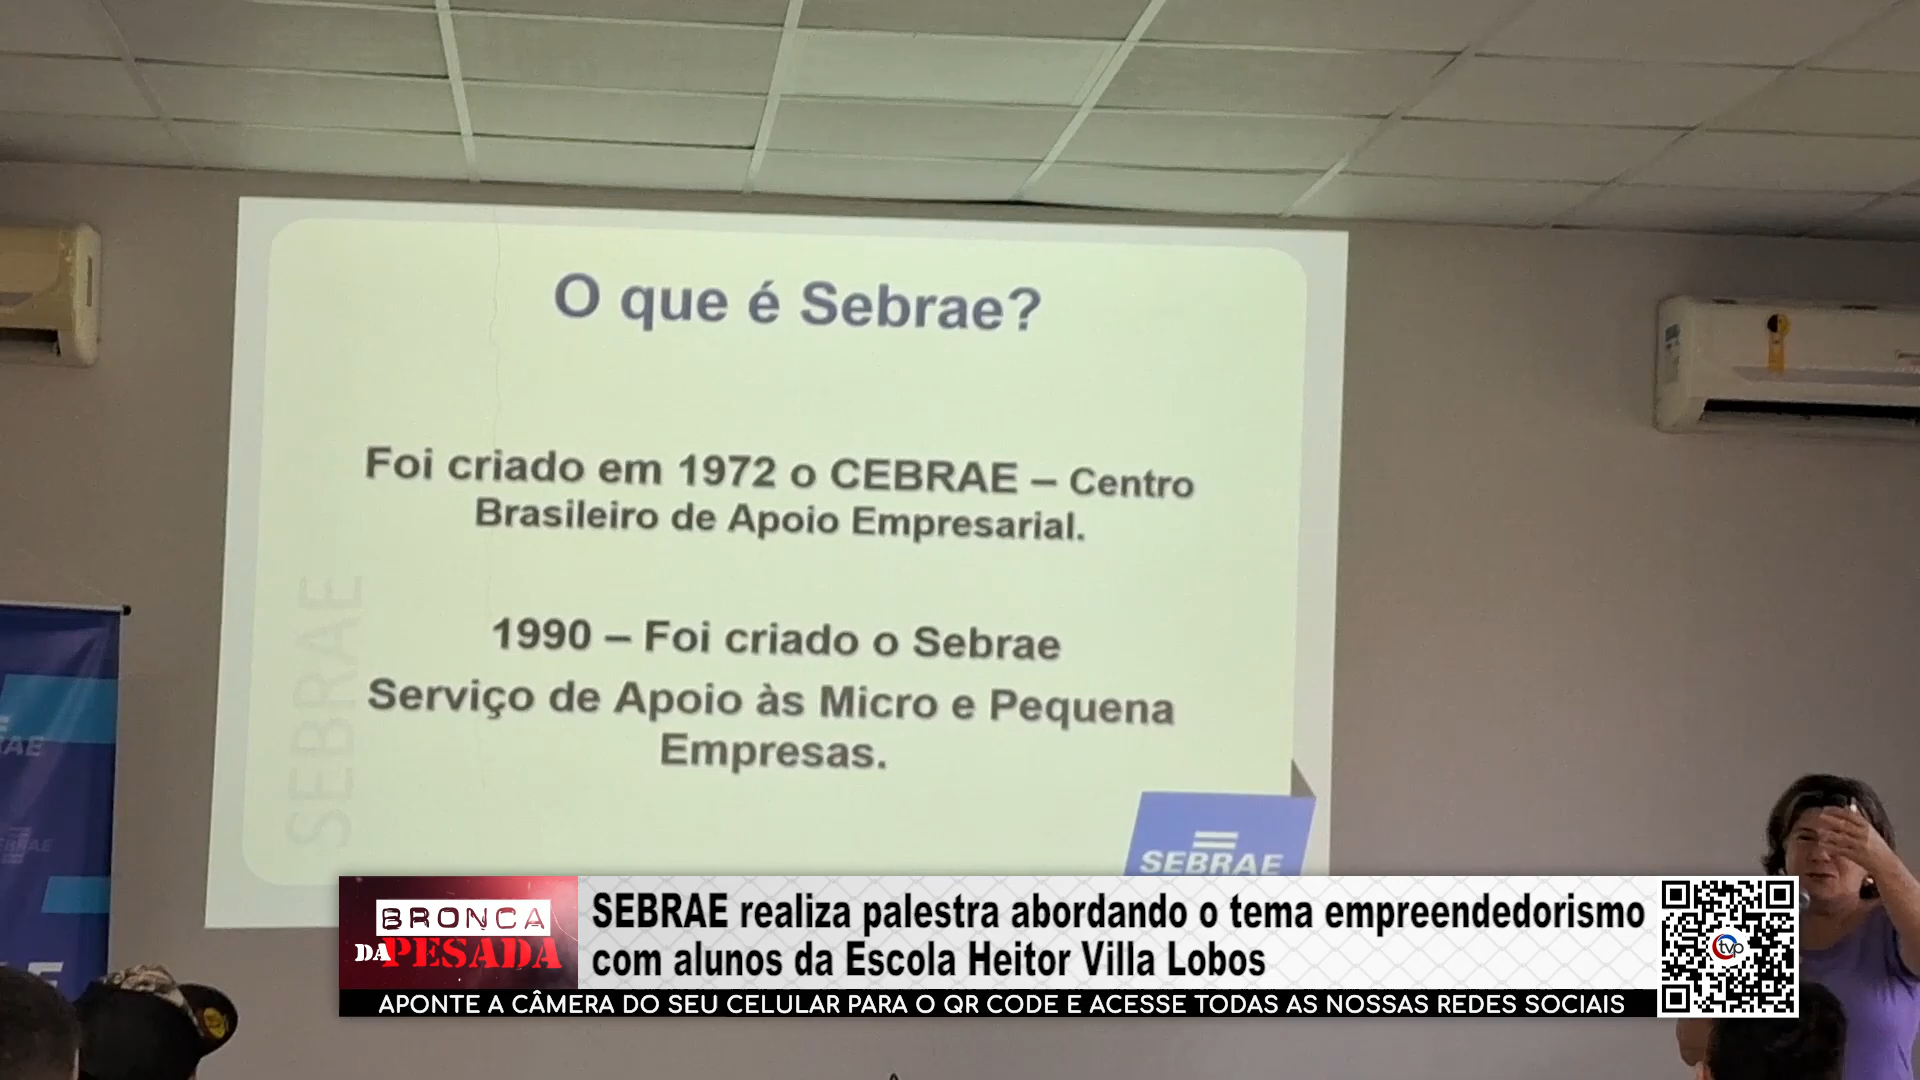 O que é Sebrae?
Foi criado em 1972 o CEBRAE – Centro
Brasileiro de Apoio Empresarial.
1990 – Foi criado o Sebrae
Serviço de Apoio às Micro e Pequena
Empresas.
SEBRAE
SEBRAE
BRONCA
DA PESADA
SEBRAE realiza palestra abordando o tema empreendedorismo
com alunos da Escola Heitor Villa Lobos
tvp
APONTE A CÂMERA DO SEU CELULAR PARA O QR CODE E ACESSE TODAS AS NOSSAS REDES SOCIAIS